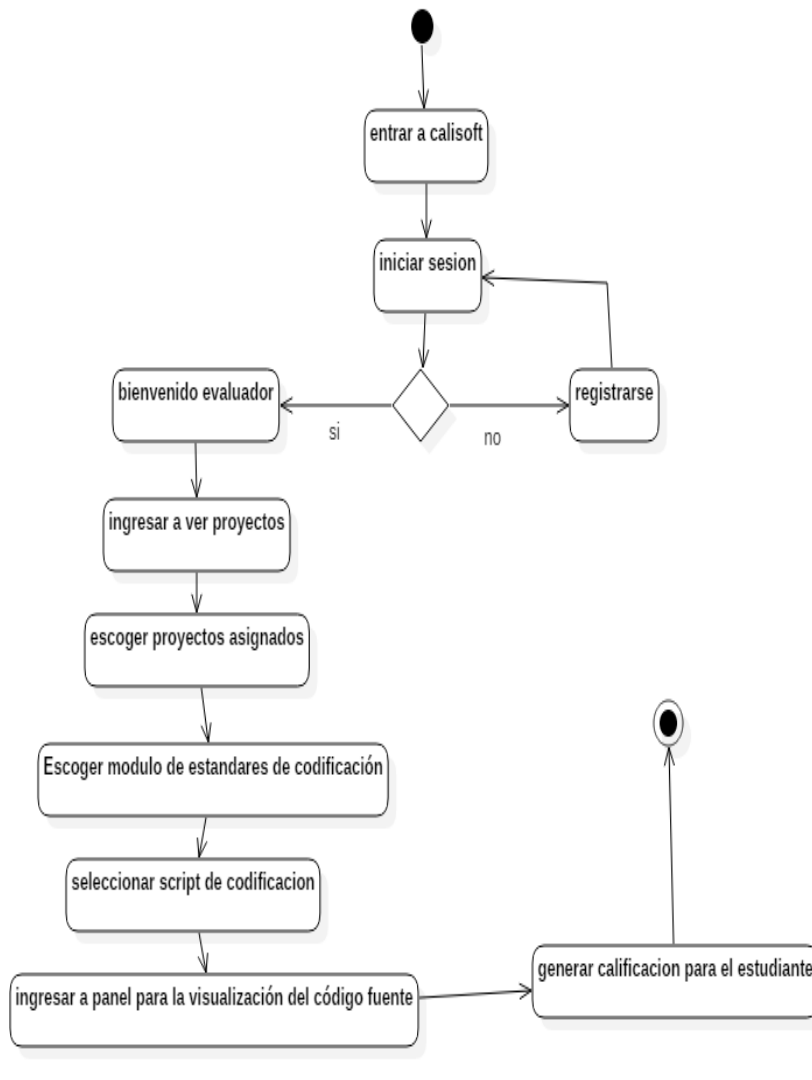 entrar a calisoft
iniciar sesion
bienvenido evaluador
registrarse
si
no
ingresar a ver proyectos
escoger proyectos asignados
Escoger modulo de estandares de codificación
seleccionar script de codificacion
ingresar a panel para la visualización del código fuente
generar calificacion para el estudiante